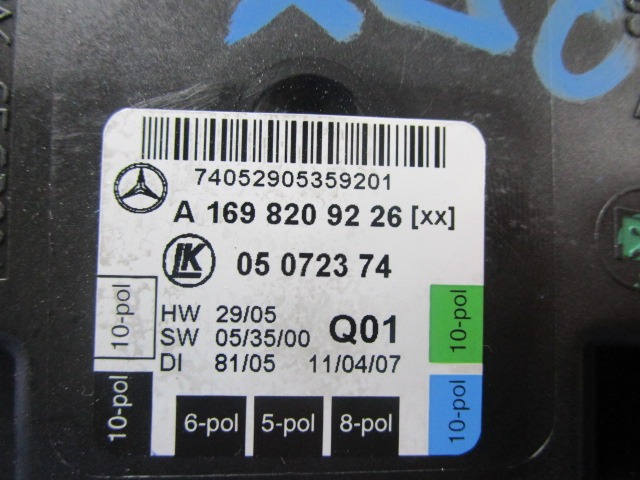 74052905359201
A 169 820 92 26 [xx]
LK 05 0723 74
HW 29/05
SW 05/35/00 Q01
DI 81/05 11/04/07
10-pol
10-pol
6-pol 5-pol 8-pol
10-pol
10-pol